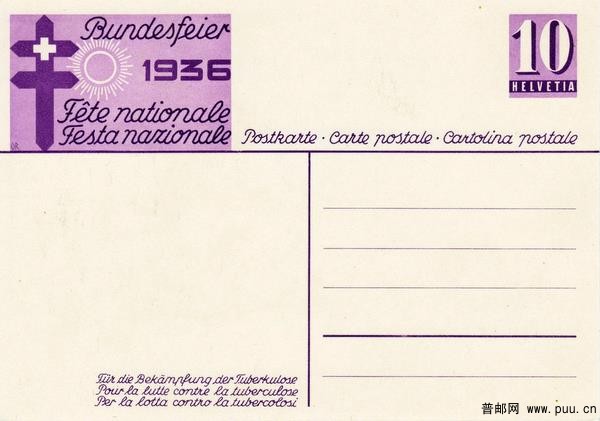 Bundesfeier
1936
Fête nationale
Festa nazionale
10
HELVETIA
Postkarte · Carte postale · Cartolina postale
Für die Bekämpfung der Tuberkulose
Pour la lutte contre la tuberculose
Per la lotta contro la tubercolosi
普邮网 www.puu.cn